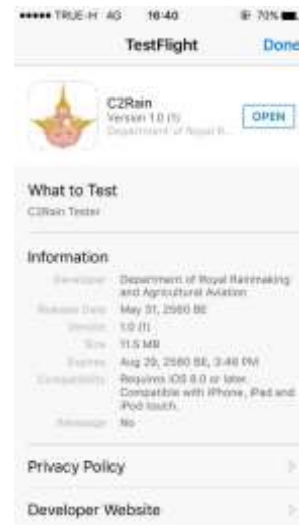 TRUE-H 4G 16:40 70%
TestFlight Done
C2Rain
Version 1.0 (1)
Department of Royal R...
OPEN
What to Test
C2Rain Tester
Information
Developer Department of Royal Rainmaking
and Agricultural Aviation
Release Date May 31, 2560 BE
Version 1.0 (1)
Size 11.5 MB
Expires Aug 29, 2560 BE, 3:46 PM
Compatibility Requires iOS 8.0 or later.
Compatible with iPhone, iPad and
iPod touch.
No
Privacy Policy
Developer Website